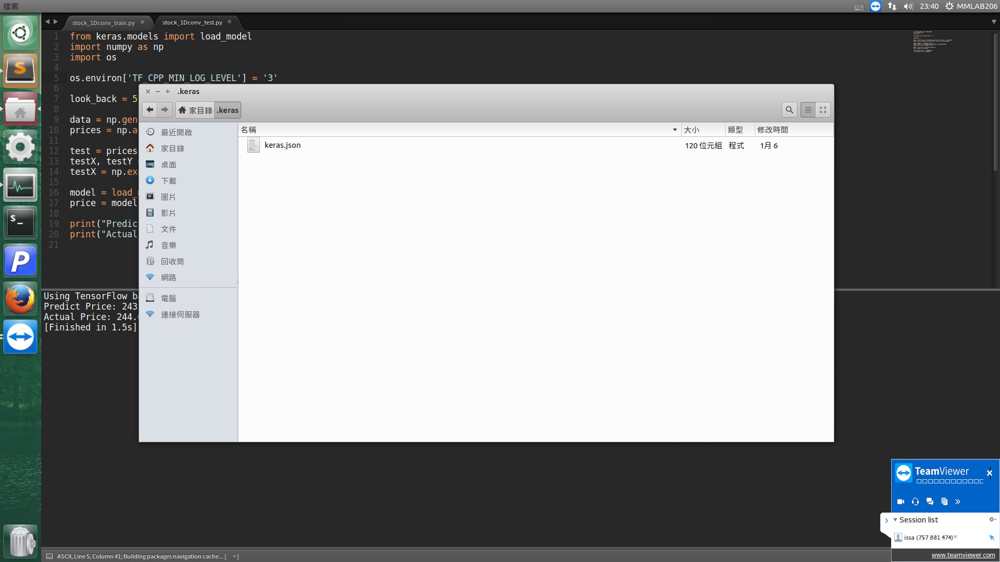 檔案
23:40
MMLAB206
stock_1Dconv_train.py ×
stock_1Dconv_test.py ×
1 from keras.models import load_model
2 import numpy as np
3 import os
4
5 os.environ['TF_CPP_MIN_LOG_LEVEL'] = '3'
6
7 look_back = 5
8
9 data = np.gen
10 prices = np.a
11
12 test = prices
13 testX, testY
14 testX = np.ex
15
16 model = load_
17 price = model
18
19 print("Predic
20 print("Actual
21
.keras
家目錄
.keras
最近開啟
家目錄
桌面
下載
圖片
影片
文件
音樂
回收筒
網路
電腦
連接伺服器
名稱
大小
類型
修改時間
keras.json
120 位元組
程式
1月 6
Using TensorFlow b
Predict Price: 243
Actual Price: 244.
[Finished in 1.5s]
TeamViewer
Session list
issa (757 881 474)
www.teamviewer.com
ASCII, Line 5, Column 41; Building packages navigation cache... [ = ]